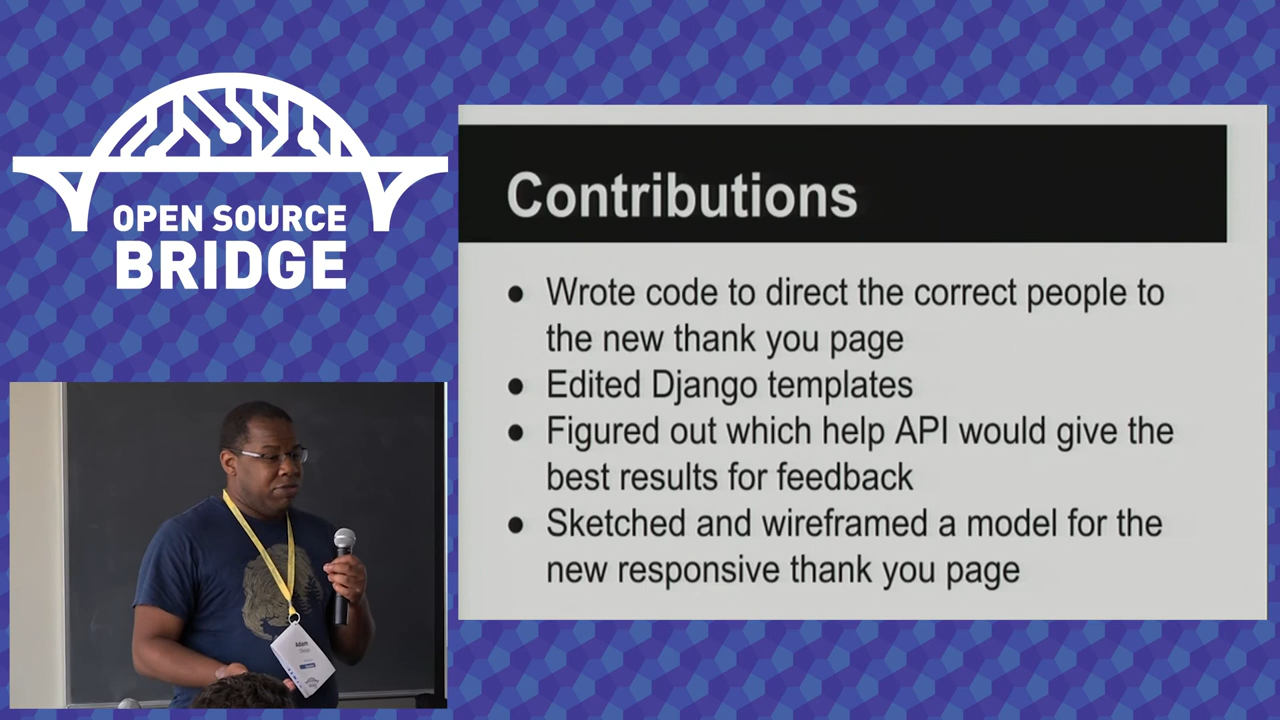 OPEN SOURCE
BRIDGE
Contributions
● Wrote code to direct the correct people to
the new thank you page
● Edited Django templates
● Figured out which help API would give the
best results for feedback
● Sketched and wireframed a model for the
new responsive thank you page
Adam